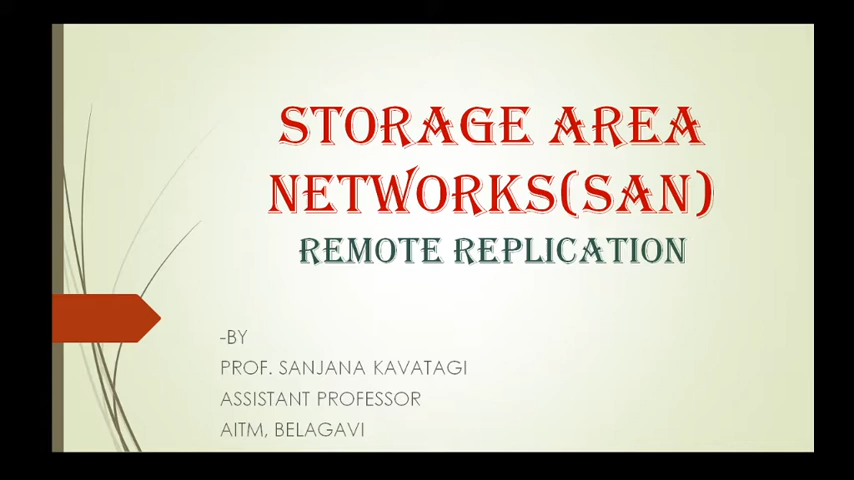 STORAGE AREA
NETWORKS(SAN)
REMOTE REPLICATION
-BY
PROF. SANJANA KAVATAGI
ASSISTANT PROFESSOR
AITM, BELAGAVI